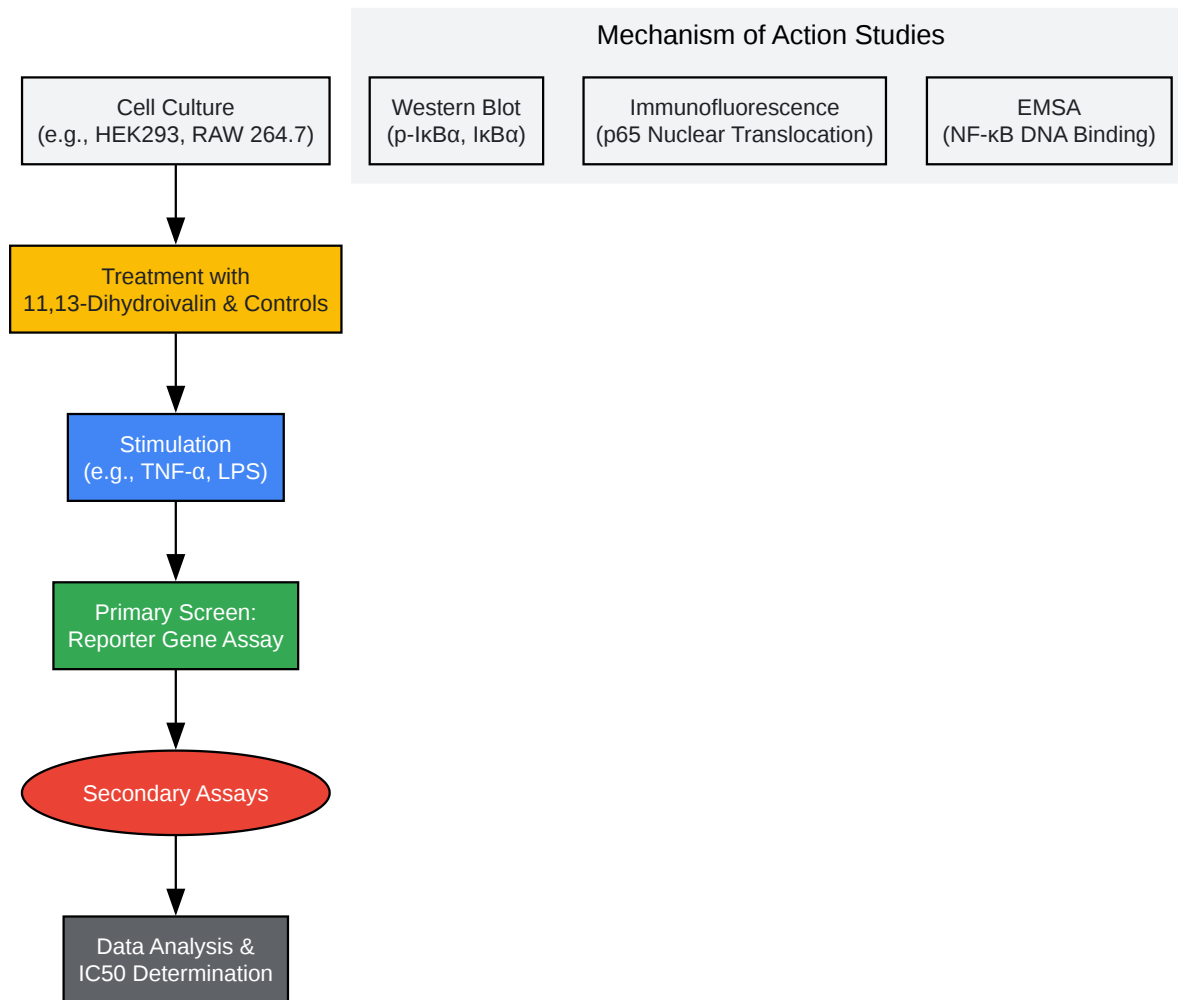 Mechanism of Action Studies
Cell Culture
(e.g., HEK293, RAW 264.7)
Western Blot
(p-IκBα, IκBα)
Immunofluorescence
(p65 Nuclear Translocation)
EMSA
(NF-κB DNA Binding)
Treatment with
11,13-Dihydroivalin & Controls
Stimulation
(e.g., TNF-α, LPS)
Primary Screen:
Reporter Gene Assay
Secondary Assays
Data Analysis &
IC50 Determination